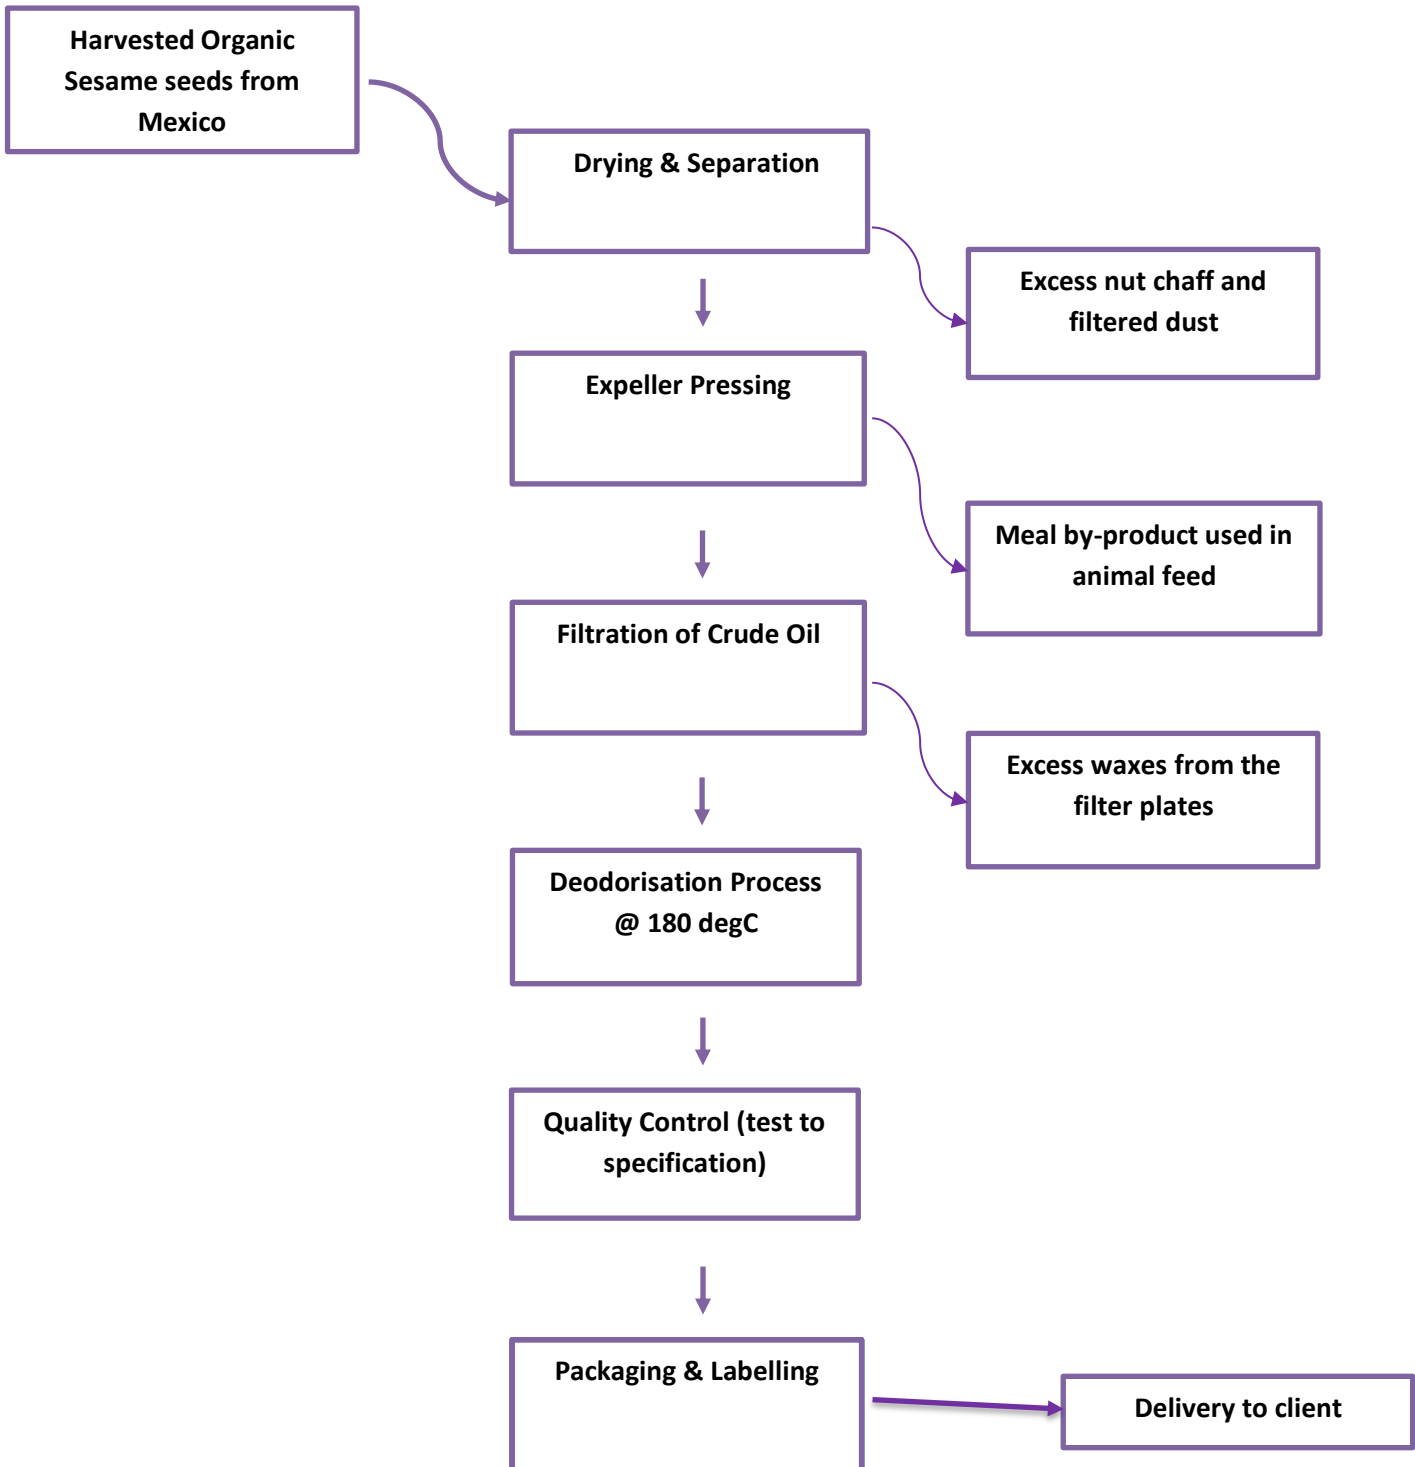 Harvested Organic
Sesame seeds from
Mexico
Drying & Separation
Excess nut chaff and
filtered dust
Expeller Pressing
Meal by-product used in
animal feed
Filtration of Crude Oil
Excess waxes from the
filter plates
Deodorisation Process
@ 180 degC
Quality Control (test to
specification)
Packaging & Labelling
Delivery to client